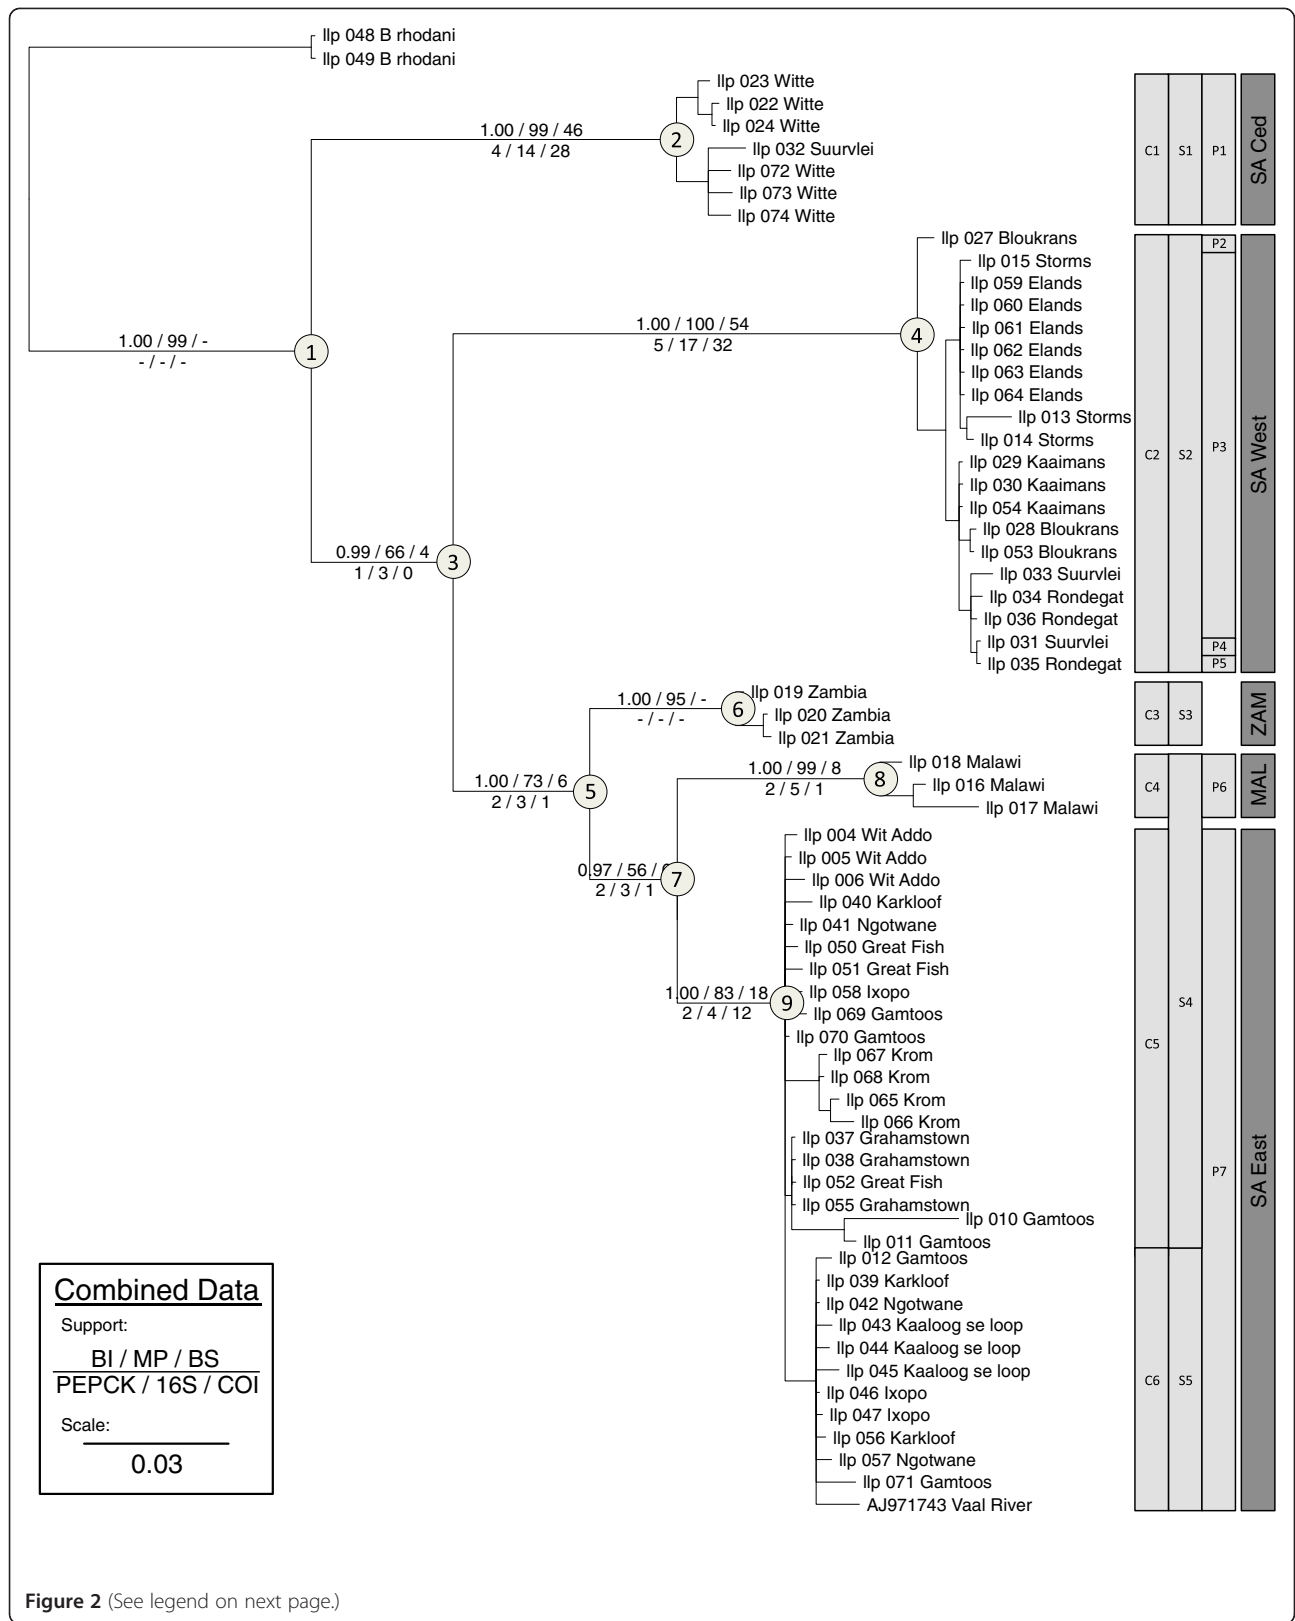 llp 048 B rhodani
llp 049 B rhodani
llp 023 Witte
llp 022 Witte
llp 024 Witte
1.00 / 99 / 46
4 / 14 / 28
2
llp 032 Suurvlei
llp 072 Witte
llp 073 Witte
llp 074 Witte
C1
S1
P1
SA Ced
llp 027 Bloukrans
P2
llp 015 Storms
llp 059 Elands
llp 060 Elands
llp 061 Elands
1.00 / 100 / 54
5 / 17 / 32
4
llp 062 Elands
llp 063 Elands
llp 064 Elands
llp 013 Storms
llp 014 Storms
1.00 / 99 / -
- / - / -
1
llp 029 Kaaimans
llp 030 Kaaimans
llp 054 Kaaimans
llp 028 Bloukrans
llp 053 Bloukrans
C2
S2
P3
SA West
0.99 / 66 / 4
1 / 3 / 0
3
llp 033 Suurvlei
llp 034 Rondegat
llp 036 Rondegat
llp 031 Suurvlei
P4
llp 035 Rondegat
P5
1.00 / 95 / -
- / - / -
6
llp 019 Zambia
llp 020 Zambia
llp 021 Zambia
C3
S3
ZAM
1.00 / 73 / 6
2 / 3 / 1
5
1.00 / 99 / 8
2 / 5 / 1
8
llp 018 Malawi
llp 016 Malawi
llp 017 Malawi
C4
P6
MAL
0.97 / 56 /
2 / 3 / 1
7
llp 004 Wit Addo
llp 005 Wit Addo
llp 006 Wit Addo
llp 040 Karkloof
llp 041 Ngotwane
llp 050 Great Fish
llp 051 Great Fish
1.00 / 83 / 18
2 / 4 / 12
9
llp 058 Ixopo
llp 069 Gamtoos
llp 070 Gamtoos
llp 067 Krom
llp 068 Krom
llp 065 Krom
llp 066 Krom
llp 037 Grahamstown
llp 038 Grahamstown
llp 052 Great Fish
llp 055 Grahamstown
llp 010 Gamtoos
llp 011 Gamtoos
C5
S4
P7
SA East
llp 012 Gamtoos
llp 039 Karkloof
llp 042 Ngotwane
llp 043 Kaaloog se loop
llp 044 Kaaloog se loop
llp 045 Kaaloog se loop
llp 046 Ixopo
llp 047 Ixopo
llp 056 Karkloof
llp 057 Ngotwane
llp 071 Gamtoos
AJ971743 Vaal River
C6
S5
Combined Data
Support:
BI / MP / BS
PEPCK / 16S / COI
Scale:
0.03
Figure 2 (See legend on next page.)